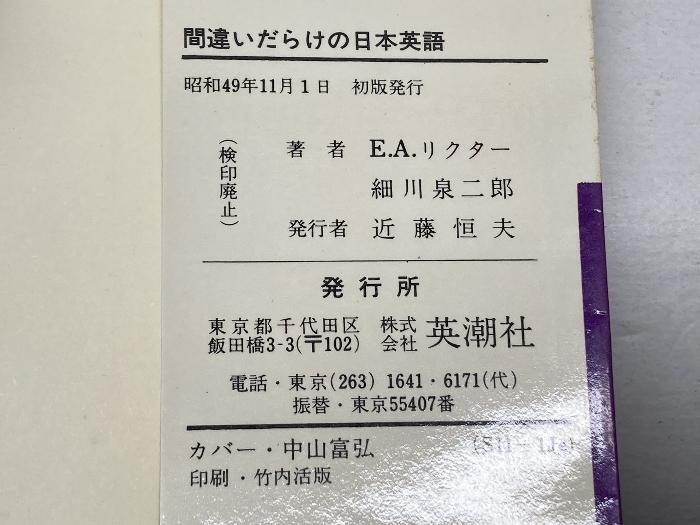 間違いだらけの日本英語
昭和49年11月1日 初版発行
(検印廃止)
著者 E.A.リクター
細川泉二郎
発行者 近藤恒夫
発行所
東京都千代田区 株式
飯田橋3-3(〒102) 会社 英潮社
電話・東京(263) 1641・6171(代)
振替・東京55407番
カバー・中山富弘
印刷・竹内活版